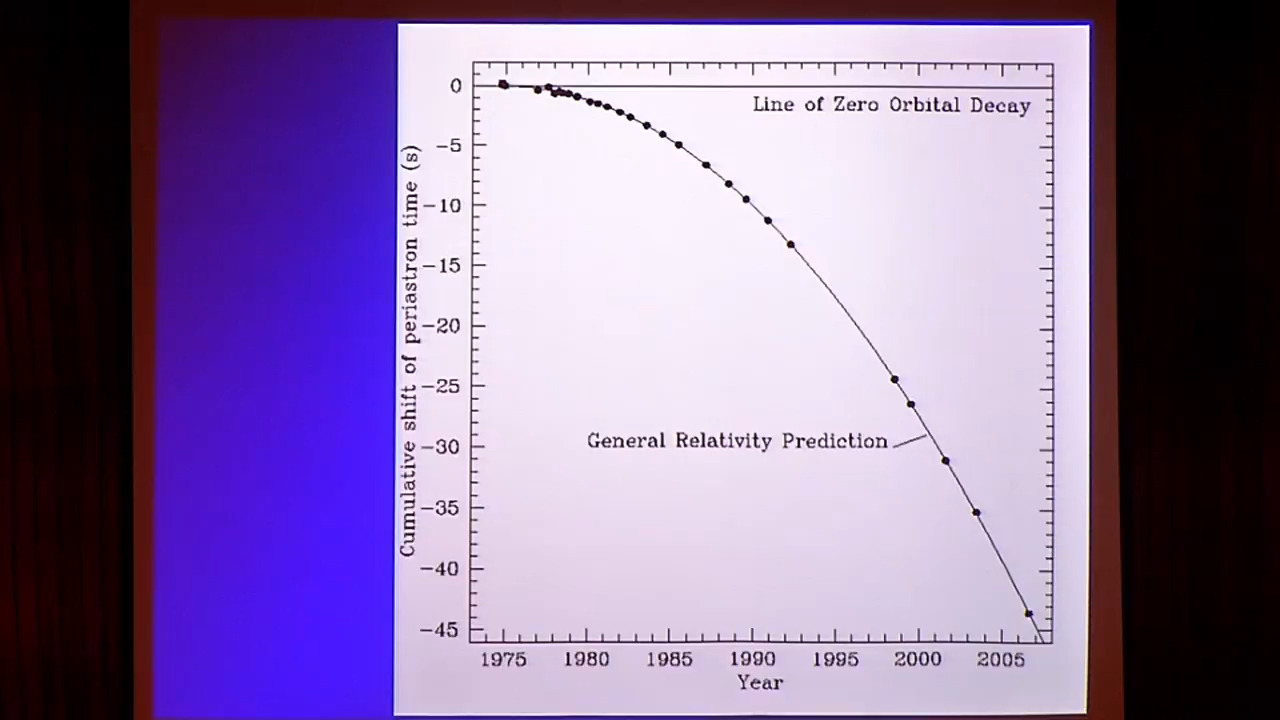 0
Line of Zero Orbital Decay
−5
−10
−15
−20
−25
General Relativity Prediction
−30
−35
−40
−45
Cumulative shift of periastron time (s)
1975 1980 1985 1990 1995 2000 2005
Year